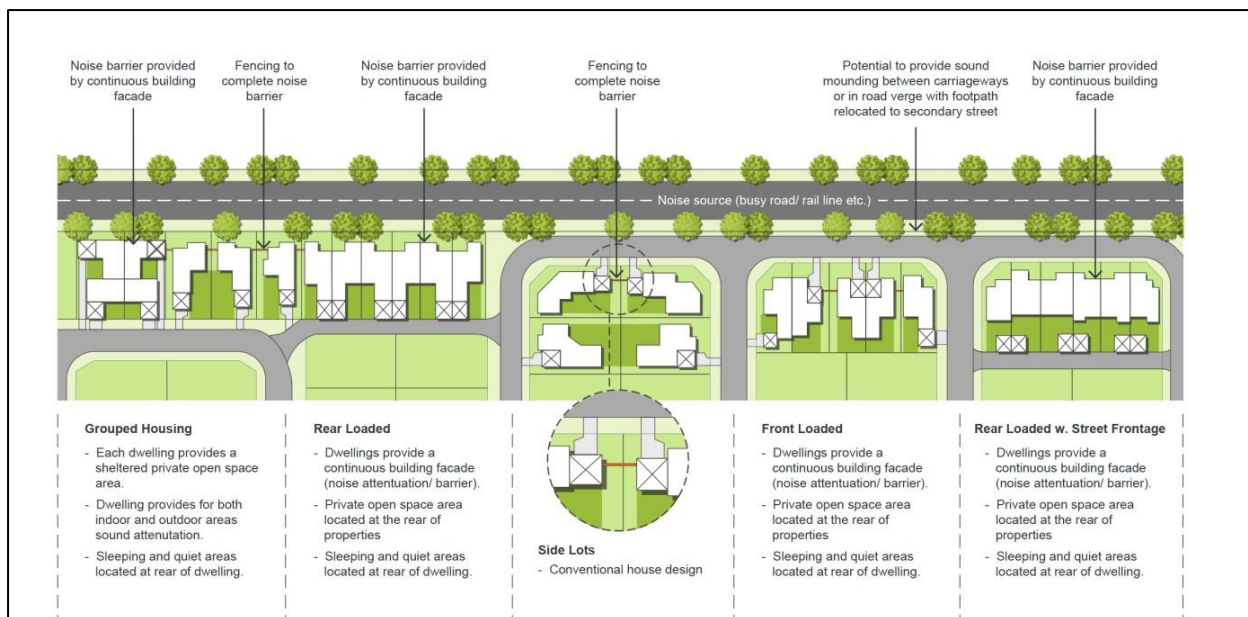 Noise barrier provided
by continuous building
facade
Fencing to
complete noise
barrier
Noise barrier provided
by continuous building
facade
Fencing to
complete noise
barrier
Potential to provide sound
mounding between carriageways
or in road verge with footpath
relocated to secondary street
Noise barrier provided
by continuous building
facade
Noise source (busy road/ rail line etc.)
Grouped Housing
- Each dwelling provides a
sheltered private open space
area.
- Dwelling provides for both
indoor and outdoor areas
sound attenutation.
- Sleeping and quiet areas
located at rear of dwelling.
Rear Loaded
- Dwellings provide a
continuous building facade
(noise attentuation/ barrier).
- Private open space area
located at the rear of
properties
- Sleeping and quiet areas
located at rear of dwelling.
Side Lots
- Conventional house design
Front Loaded
- Dwellings provide a
continuous building facade
(noise attentuation/ barrier).
- Private open space area
located at the rear of
properties
- Sleeping and quiet areas
located at rear of dwelling.
Rear Loaded w. Street Frontage
- Dwellings provide a
continuous building facade
(noise attentuation/ barrier).
- Private open space area
located at the rear of
properties
- Sleeping and quiet areas
located at rear of dwelling.